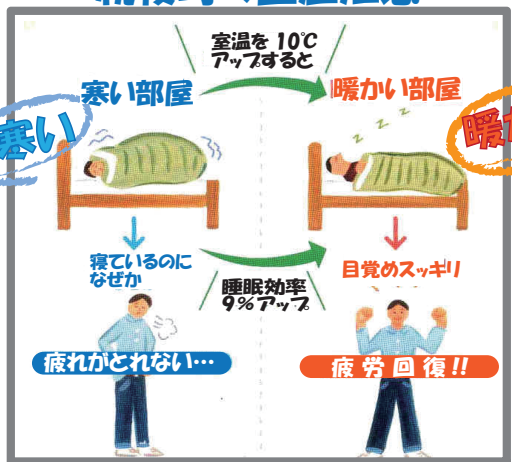 室温を 10℃
アップすると
寒い部屋
暖かい部屋
寒い
zzz
寝ているのに
なぜか
目覚めスッキリ
睡眠効率
9%アップ
疲れがとれない…
疲労回復!!